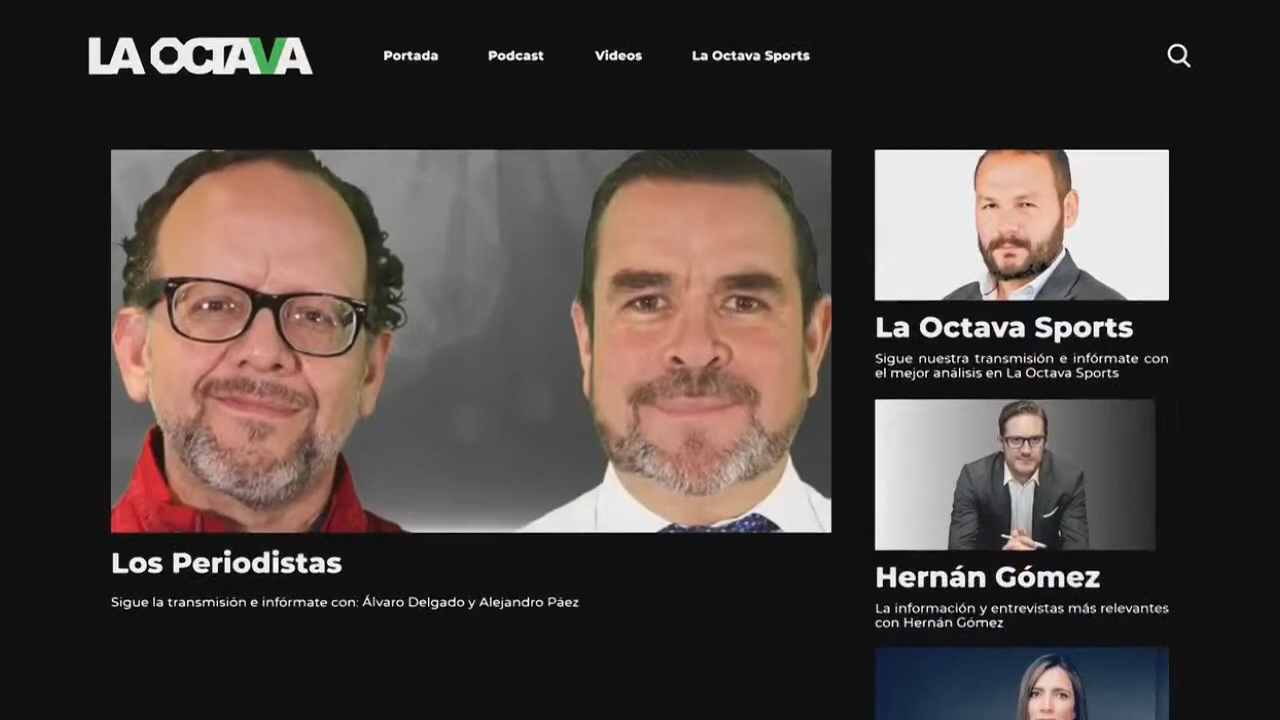 LA OCTAVA
Portada
Podcast
Videos
La Octava Sports
La Octava Sports
Sigue nuestra transmisión e infórmate con
el mejor análisis en La Octava Sports
Los Periodistas
Sigue la transmisión e infórmate con: Álvaro Delgado y Alejandro Páez
Hernán Gómez
La información y entrevistas más relevantes
con Hernán Gómez